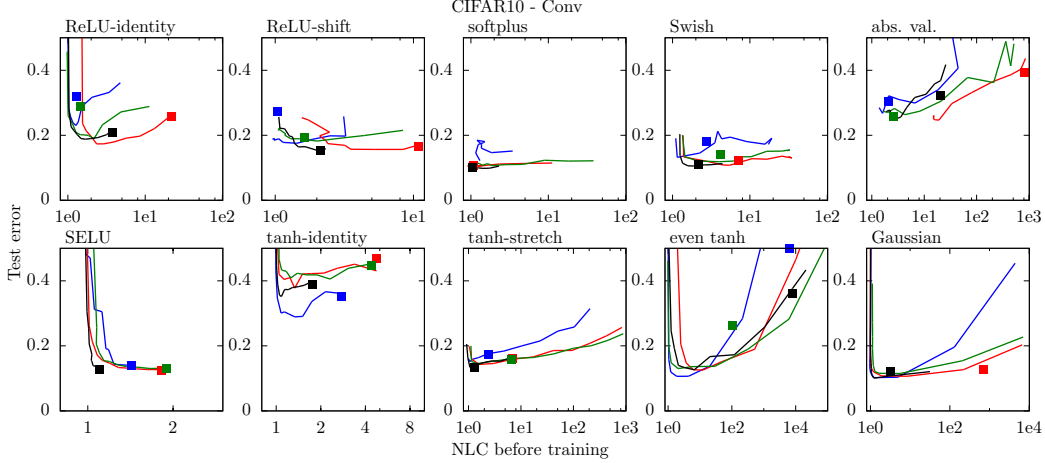 CIFAR10 - Conv
ReLU-identity ReLU-shift softplus Swish abs. val.
0.4 0.4 0.4 0.4 0.4
0.2 0.2 0.2 0.2 0.2
0 0 0 0 0
1e0 1e1 1e2 1e0 1e1 1e0 1e1 1e2 1e0 1e1 1e2 1e0 1e1 1e2 1e3
SELU tanh-identity tanh-stretch even tanh Gaussian
0.4 0.4 0.4 0.4 0.4
0.2 0.2 0.2 0.2 0.2
0 0 0 0 0
1 2 1 2 4 8 1e0 1e1 1e2 1e3 1e0 1e2 1e4 1e0 1e2 1e4
Test error
NLC before training